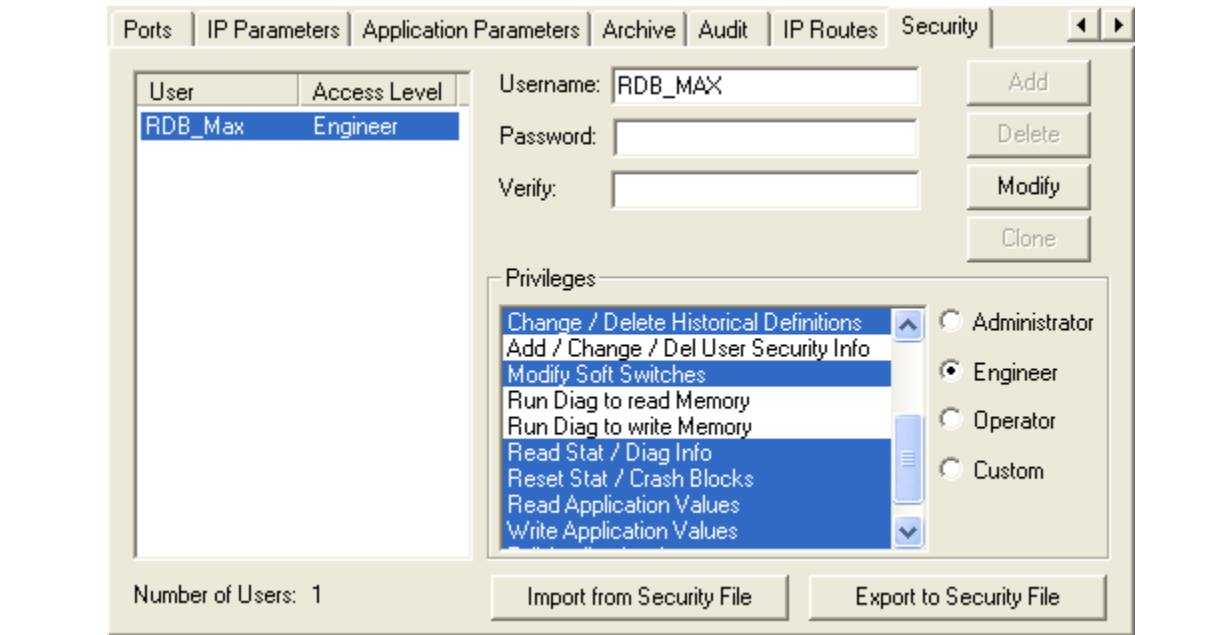 Ports IP Parameters Application Parameters Archive Audit IP Routes Security
User Access Level
RDB_Max Engineer
Username: RDB_MAX
Password:
Verify:
Add
Delete
Modify
Clone
Privileges
Change / Delete Historical Definitions
Add / Change / Del User Security Info
Modify Soft Switches
Run Diag to read Memory
Run Diag to write Memory
Read Stat / Diag Info
Reset Stat / Crash Blocks
Read Application Values
Write Application Values
Administrator
Engineer
Operator
Custom
Number of Users: 1
Import from Security File
Export to Security File